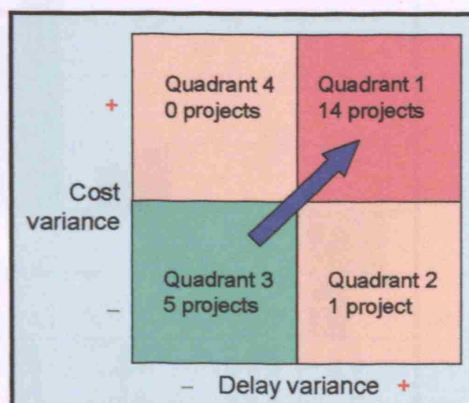 Quadrant 4
0 projects
Quadrant 1
14 projects
+
Cost
variance
Quadrant 3
5 projects
Quadrant 2
1 project
–
– Delay variance +